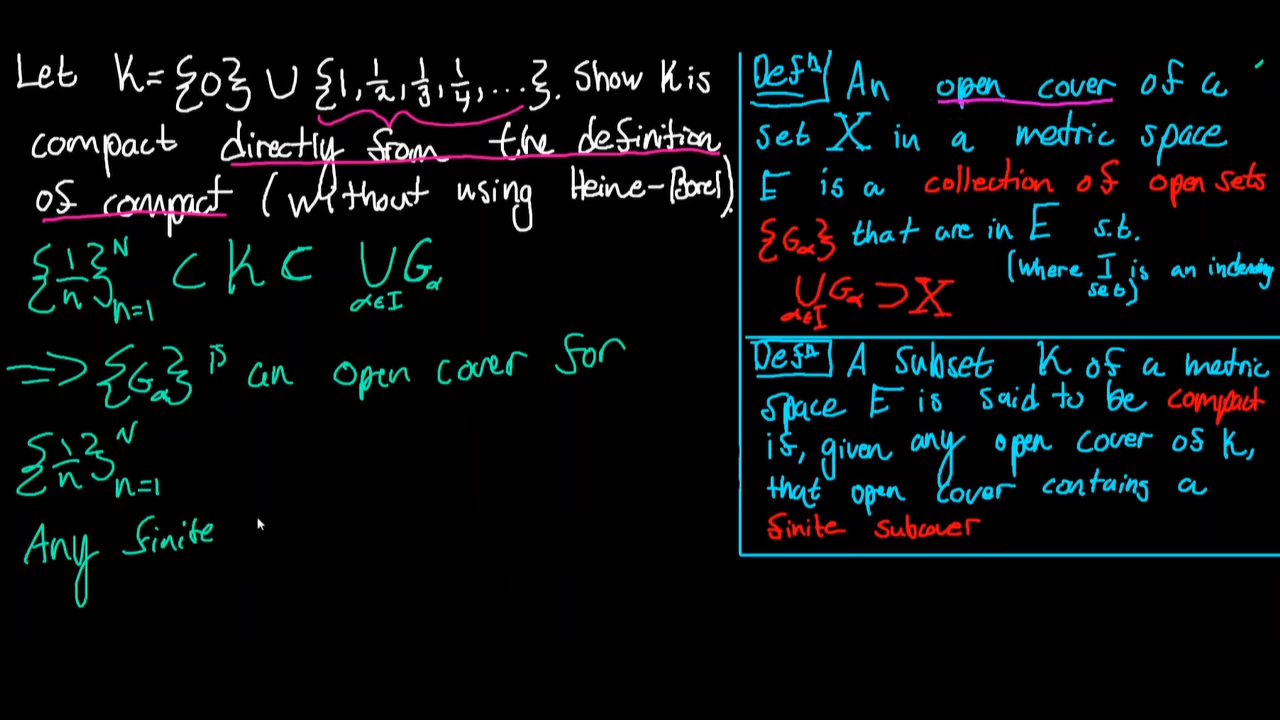 Let K = {0} ∪ {1, 1/2, 1/3, 1/4, ...}. Show K is
compact directly from the definition
of compact (without using Heine-Borel).
{1/n}_{n=1}^{N} ⊂ K ⊂ ∪_{α∈I} G_α
=> {G_α} is an open cover for
{1/n}_{n=1}^{N}
Any finite
Def^n An open cover of a
set X in a metric space
E is a collection of open sets
{G_α} that are in E s.t.
(where I is an indexing
set)
∪_{α∈I} G_α ⊃ X
Def^n A subset K of a metric
space E is said to be compact
if, given any open cover of K,
that open cover contains a
finite subcover